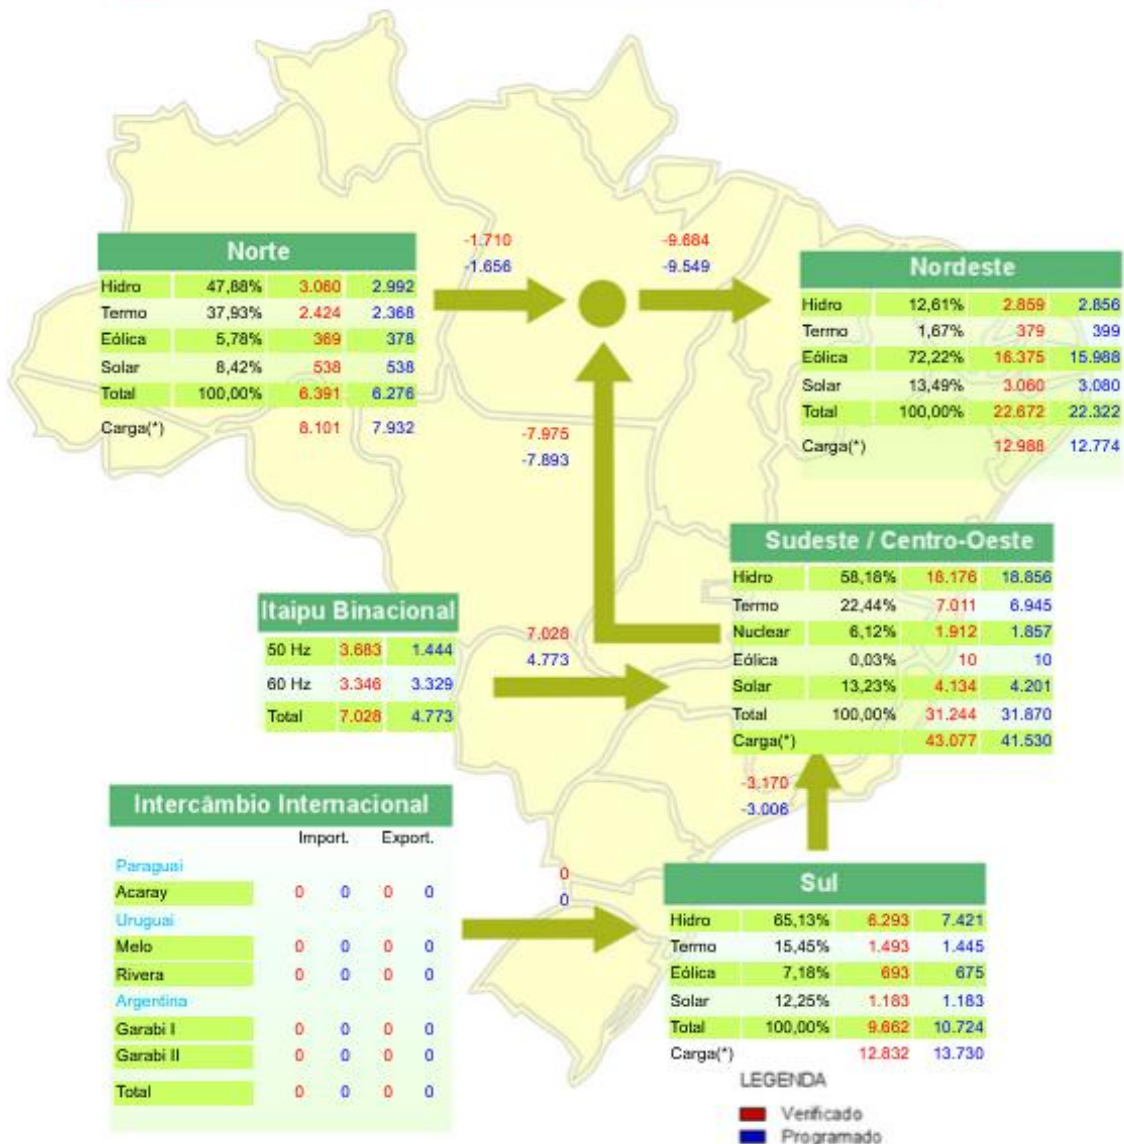 Norte
Hidro 47,88% 3.060 2.992
Termo 37,93% 2.424 2.368
Eólica 5,78% 369 378
Solar 8,42% 538 538
Total 100,00% 6.391 6.276
Carga(*) 8.101 7.932
-1.710
-1.656
-9.684
-9.549
Nordeste
Hidro 12,61% 2.859 2.856
Termo 1,67% 379 399
Eólica 72,22% 16.375 15.988
Solar 13,49% 3.060 3.080
Total 100,00% 22.672 22.322
Carga(*) 12.988 12.774
-7.975
-7.893
Sudeste / Centro-Oeste
Hidro 58,18% 18.176 18.856
Termo 22,44% 7.011 6.945
Nuclear 6,12% 1.912 1.857
Eólica 0,03% 10 10
Solar 13,23% 4.134 4.201
Total 100,00% 31.244 31.870
Carga(*) 43.077 41.530
Itaipu Binacional
50 Hz 3.683 1.444
60 Hz 3.346 3.329
Total 7.028 4.773
7.028
4.773
-3.170
-3.006
Intercâmbio Internacional
Import. Export.
Paraguai
Acaray 0 0 0 0
Uruguai
Melo 0 0 0 0
Rivera 0 0 0 0
Argentina
Garabi I 0 0 0 0
Garabi II 0 0 0 0
Total 0 0 0 0
0
0
Sul
Hidro 65,13% 6.293 7.421
Termo 15,45% 1.493 1.445
Eólica 7,18% 693 675
Solar 12,25% 1.183 1.183
Total 100,00% 9.662 10.724
Carga(*) 12.832 13.730
LEGENDA
Verificado
Programado